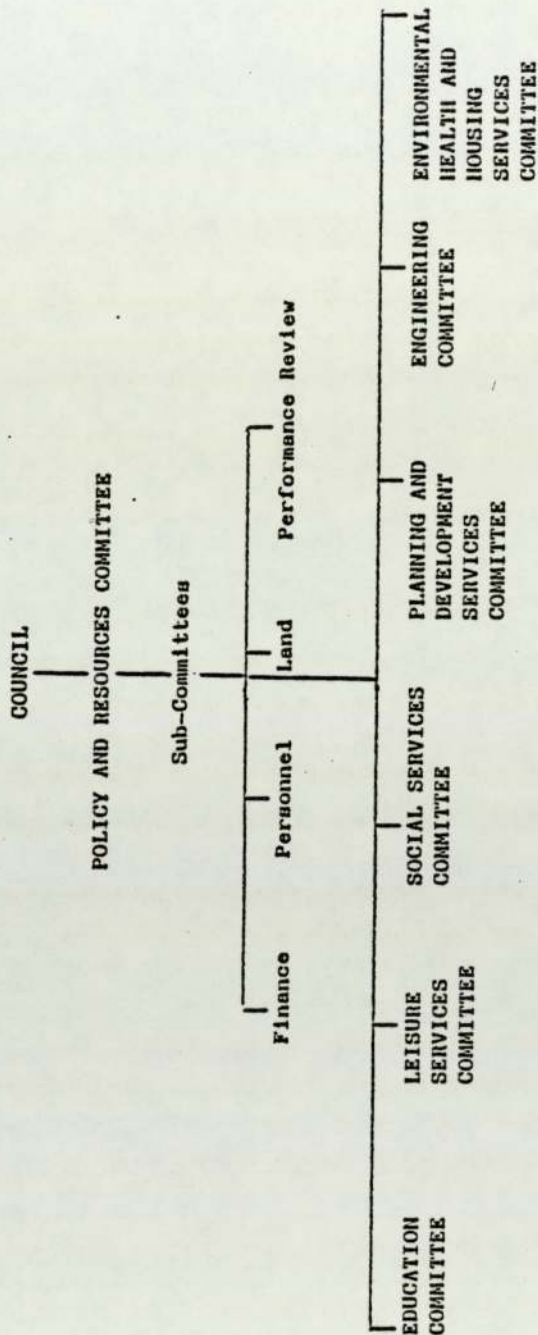 COUNCIL
POLICY AND RESOURCES COMMITTEE
Sub-Committees
Finance
Personnel
Land
Performance Review
EDUCATION
COMMITTEE
LEISURE
SERVICES
COMMITTEE
SOCIAL SERVICES
COMMITTEE
PLANNING AND
DEVELOPMENT
SERVICES
COMMITTEE
ENGINEERING
COMMITTEE
ENVIRONMENTAL
HEALTH AND
HOUSING
SERVICES
COMMITTEE